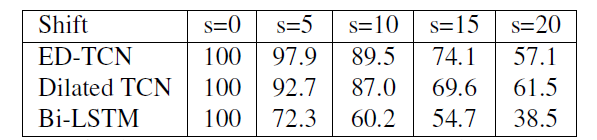 Shift s=0 s=5 s=10 s=15 s=20
ED-TCN 100 97.9 89.5 74.1 57.1
Dilated TCN 100 92.7 87.0 69.6 61.5
Bi-LSTM 100 72.3 60.2 54.7 38.5